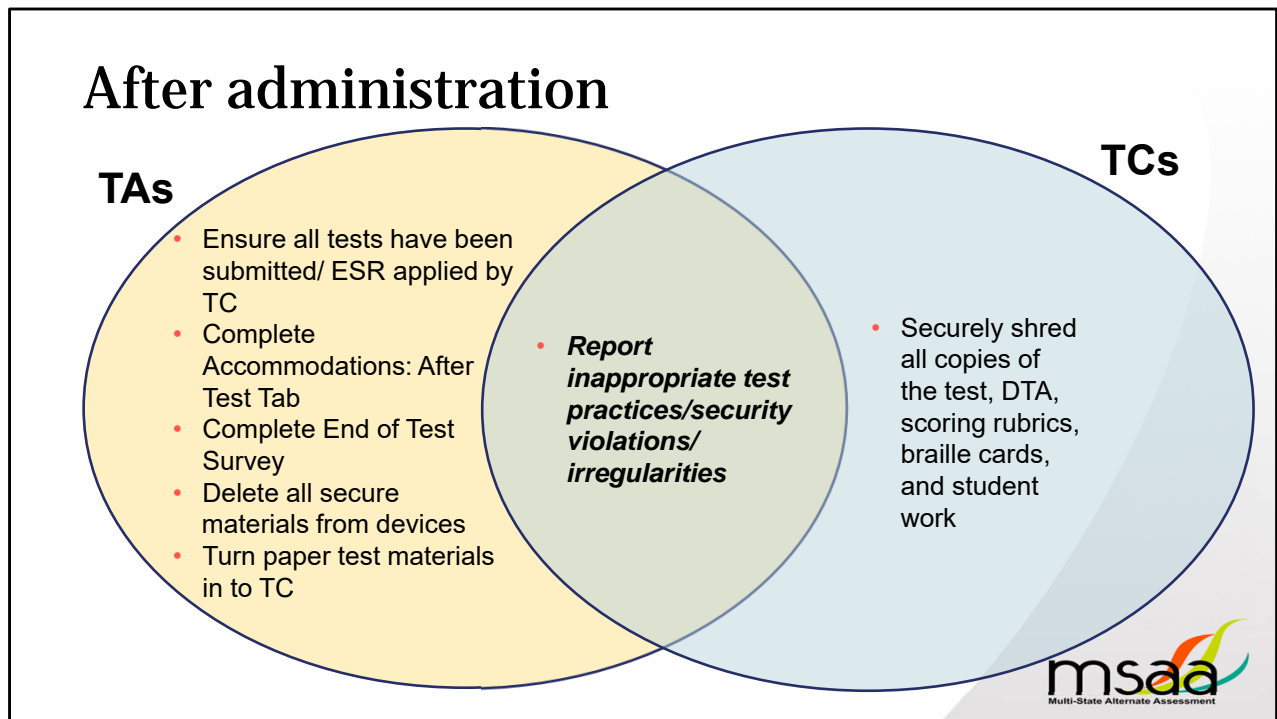 After administration
TAs
• Ensure all tests have been
submitted/ ESR applied by
TC
• Complete
Accommodations: After
Test Tab
• Complete End of Test
Survey
• Delete all secure
materials from devices
• Turn paper test materials
in to TC
• Report
inappropriate test
practices/security
violations/
irregularities
TCs
• Securely shred
all copies of
the test, DTA,
scoring rubrics,
braille cards,
and student
work
msaa
Multi-State Alternate Assessment